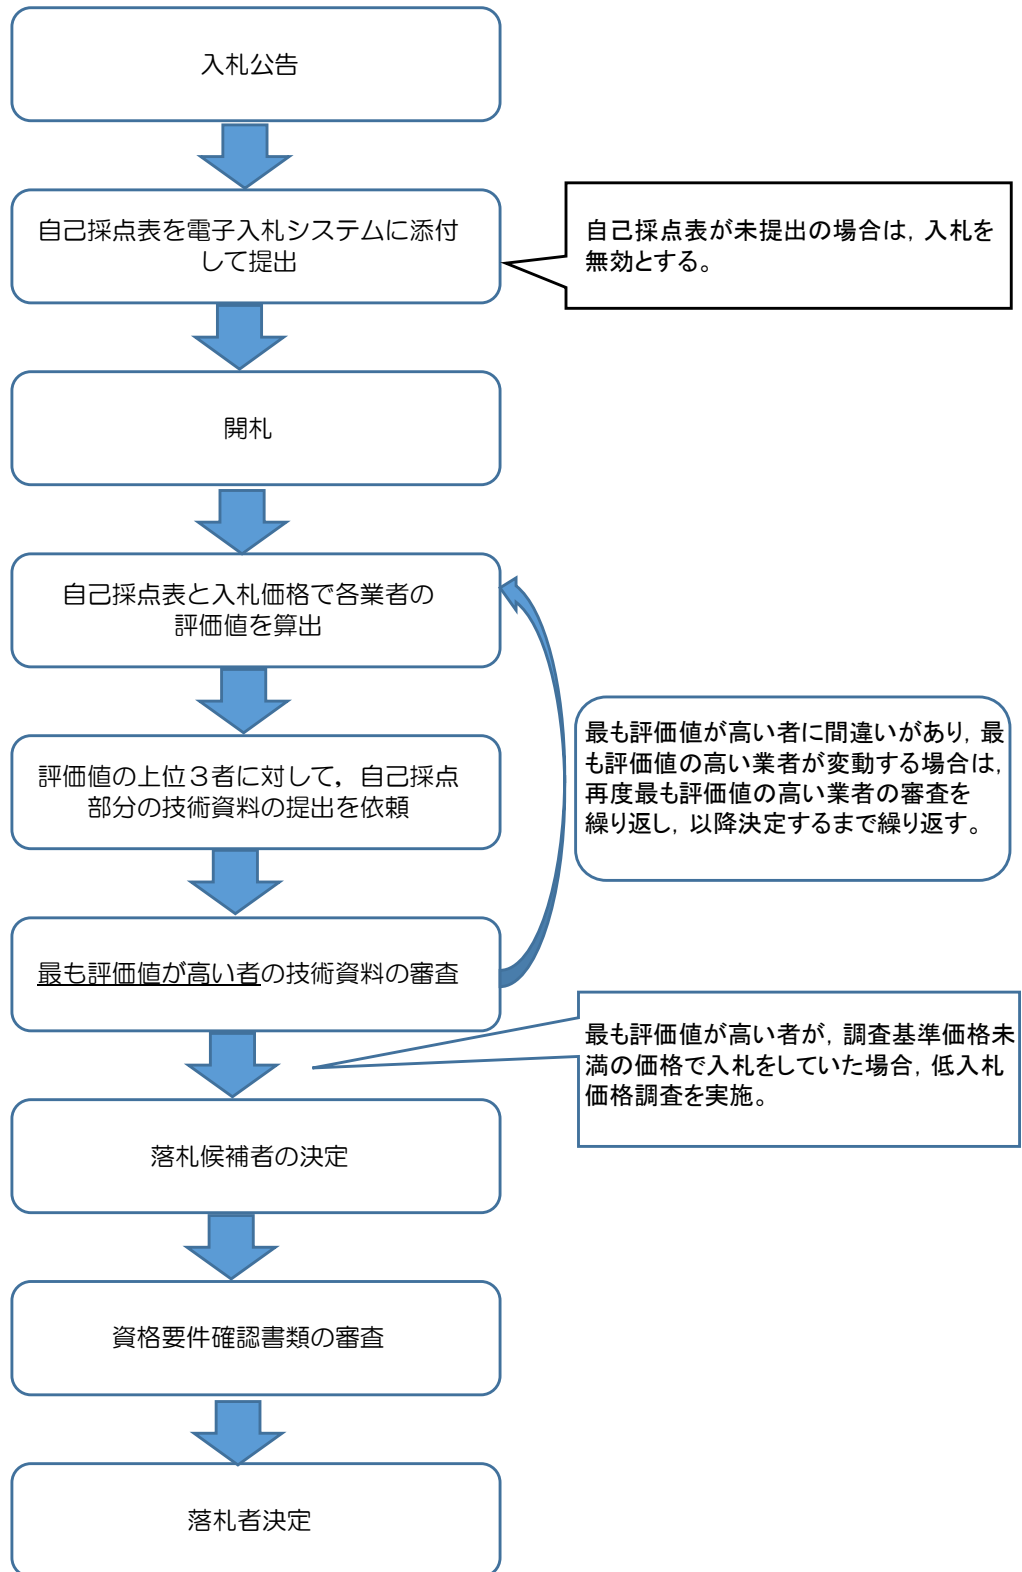 入札公告
自己採点表を電子入札システムに添付
して提出
自己採点表が未提出の場合は，入札を
無効とする。
開札
自己採点表と入札価格で各業者の
評価値を算出
評価値の上位３者に対して，自己採点
部分の技術資料の提出を依頼
最も評価値が高い者に間違いがあり，最
も評価値の高い業者が変動する場合は，
再度最も評価値の高い業者の審査を
繰り返し，以降決定するまで繰り返す。
最も評価値が高い者の技術資料の審査
最も評価値が高い者が，調査基準価格未
満の価格で入札をしていた場合，低入札
価格調査を実施。
落札候補者の決定
資格要件確認書類の審査
落札者決定